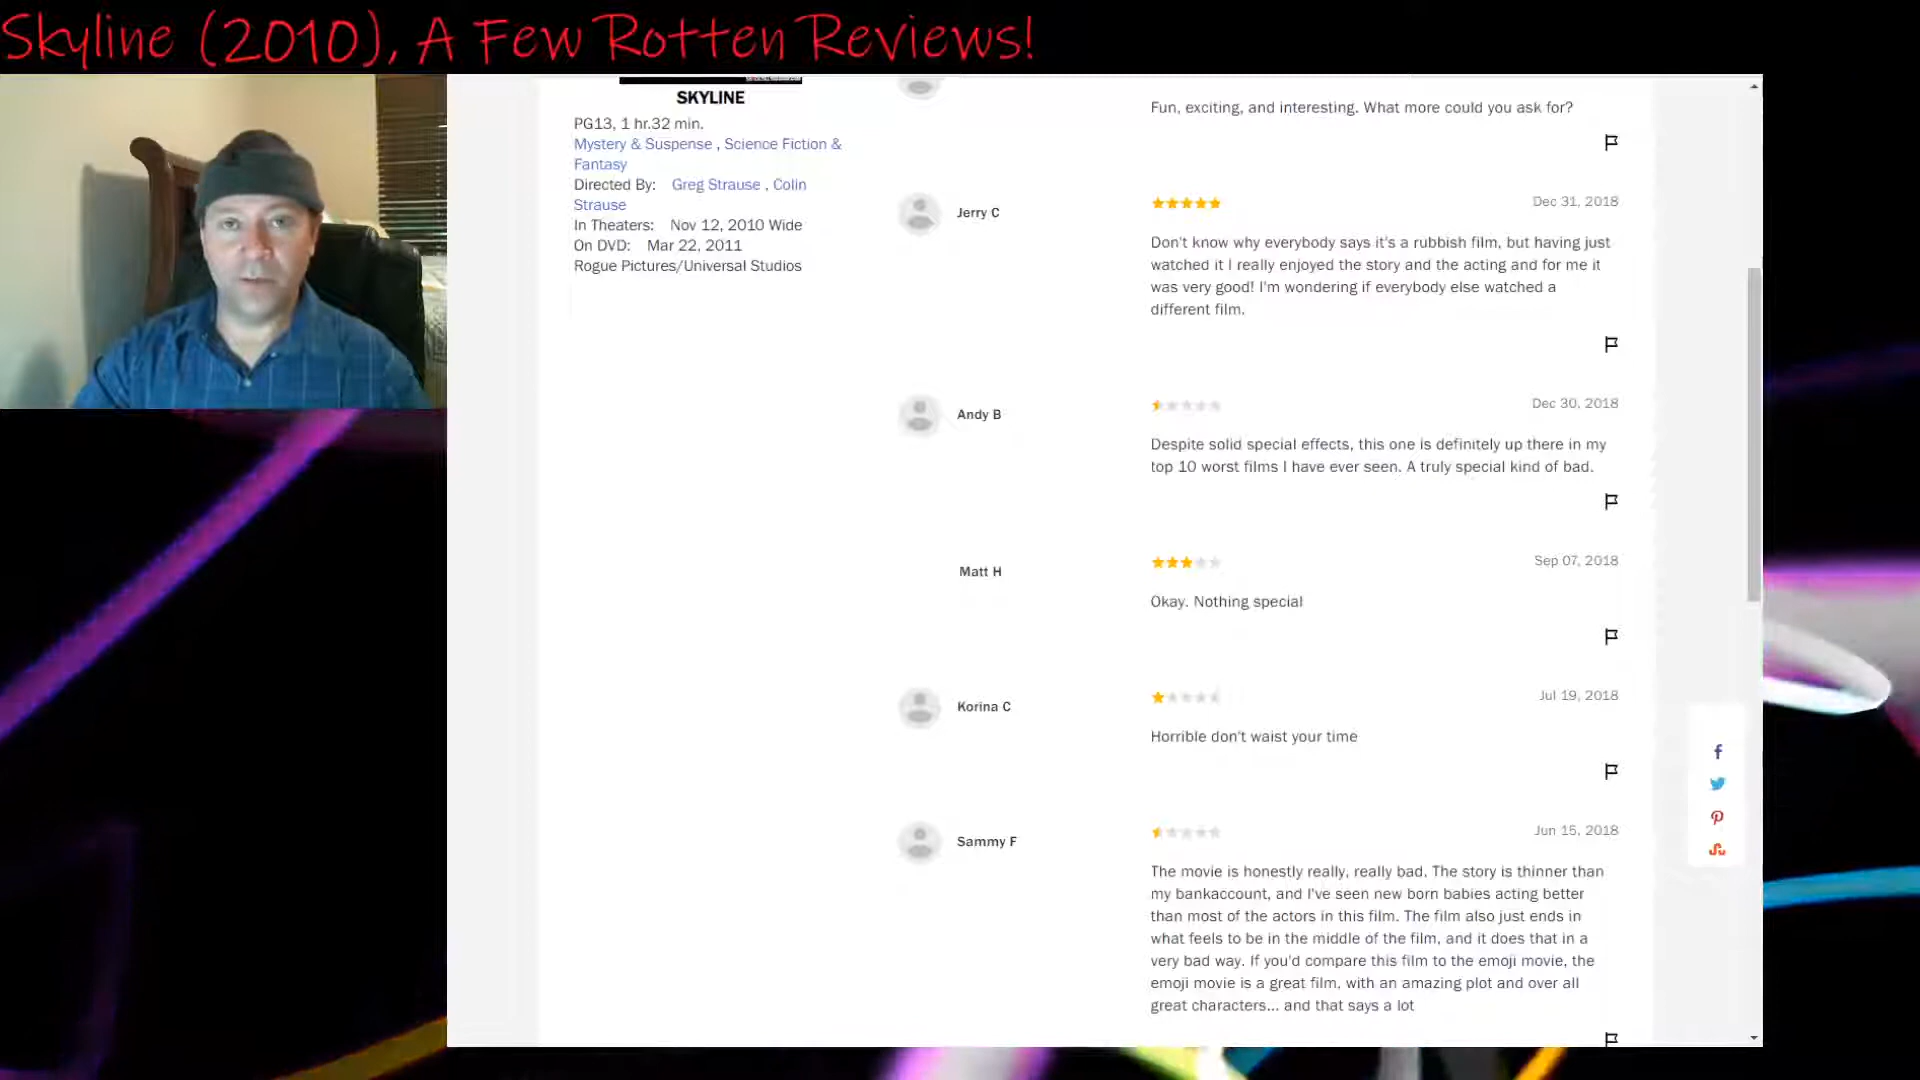 Skyline (2010), A Few Rotten Reviews!
SKYLINE
PG13, 1 hr.32 min.
Mystery & Suspense , Science Fiction &
Fantasy
Directed By: Greg Strause , Colin
Strause
In Theaters: Nov 12, 2010 Wide
On DVD: Mar 22, 2011
Rogue Pictures/Universal Studios
Fun, exciting, and interesting. What more could you ask for?
Jerry C
Dec 31, 2018
Don't know why everybody says it's a rubbish film, but having just
watched it I really enjoyed the story and the acting and for me it
was very good! I'm wondering if everybody else watched a
different film.
Andy B
Dec 30, 2018
Despite solid special effects, this one is definitely up there in my
top 10 worst films I have ever seen. A truly special kind of bad.
Matt H
Sep 07, 2018
Okay. Nothing special
Korina C
Jul 19, 2018
Horrible don't waist your time
Sammy F
Jun 15, 2018
The movie is honestly really, really bad. The story is thinner than
my bankaccount, and I've seen new born babies acting better
than most of the actors in this film. The film also just ends in
what feels to be in the middle of the film, and it does that in a
very bad way. If you'd compare this film to the emoji movie, the
emoji movie is a great film, with an amazing plot and over all
great characters... and that says a lot